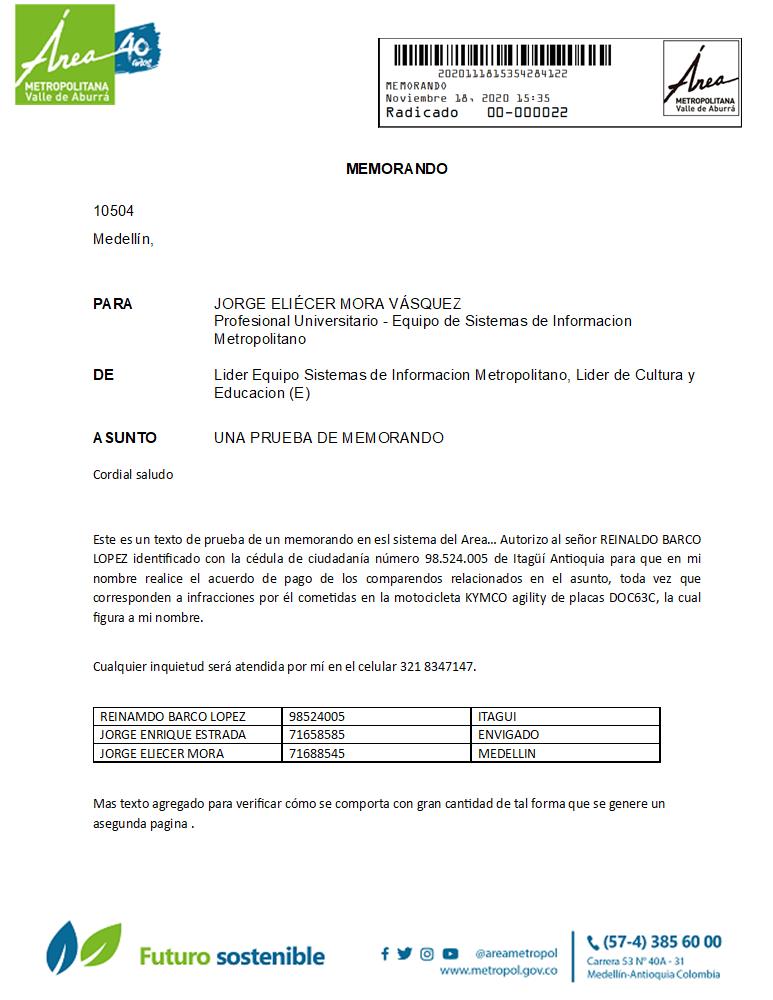 Área 40 años
METROPOLITANA
Valle de Aburrá
2020111815354284122
MEMORANDO
Noviembre 18, 2020 15:35
Radicado 00-000022
Área
METROPOLITANA
Valle de Aburrá
MEMORANDO
10504
Medellín,
PARA JORGE ELIÉCER MORA VÁSQUEZ
Profesional Universitario - Equipo de Sistemas de Informacion
Metropolitano
DE Lider Equipo Sistemas de Informacion Metropolitano, Lider de Cultura y
Educacion (E)
ASUNTO UNA PRUEBA DE MEMORANDO
Cordial saludo
Este es un texto de prueba de un memorando en esl sistema del Area... Autorizo al señor REINALDO BARCO
LOPEZ identificado con la cédula de ciudadanía número 98.524.005 de Itagüí Antioquia para que en mi
nombre realice el acuerdo de pago de los comparendos relacionados en el asunto, toda vez que
corresponden a infracciones por él cometidas en la motocicleta KYMCO agility de placas DOC63C, la cual
figura a mi nombre.
Cualquier inquietud será atendida por mí en el celular 321 8347147.
REINAMDO BARCO LOPEZ 98524005 ITAGUI
JORGE ENRIQUE ESTRADA 71658585 ENVIGADO
JORGE ELIECER MORA 71688545 MEDELLIN
Mas texto agregado para verificar cómo se comporta con gran cantidad de tal forma que se genere un
asegunda pagina .
Futuro sostenible
@areametropol
www.metropol.gov.co
(57-4) 385 60 00
Carrera 53 N° 40A - 31
Medellín-Antioquia Colombia